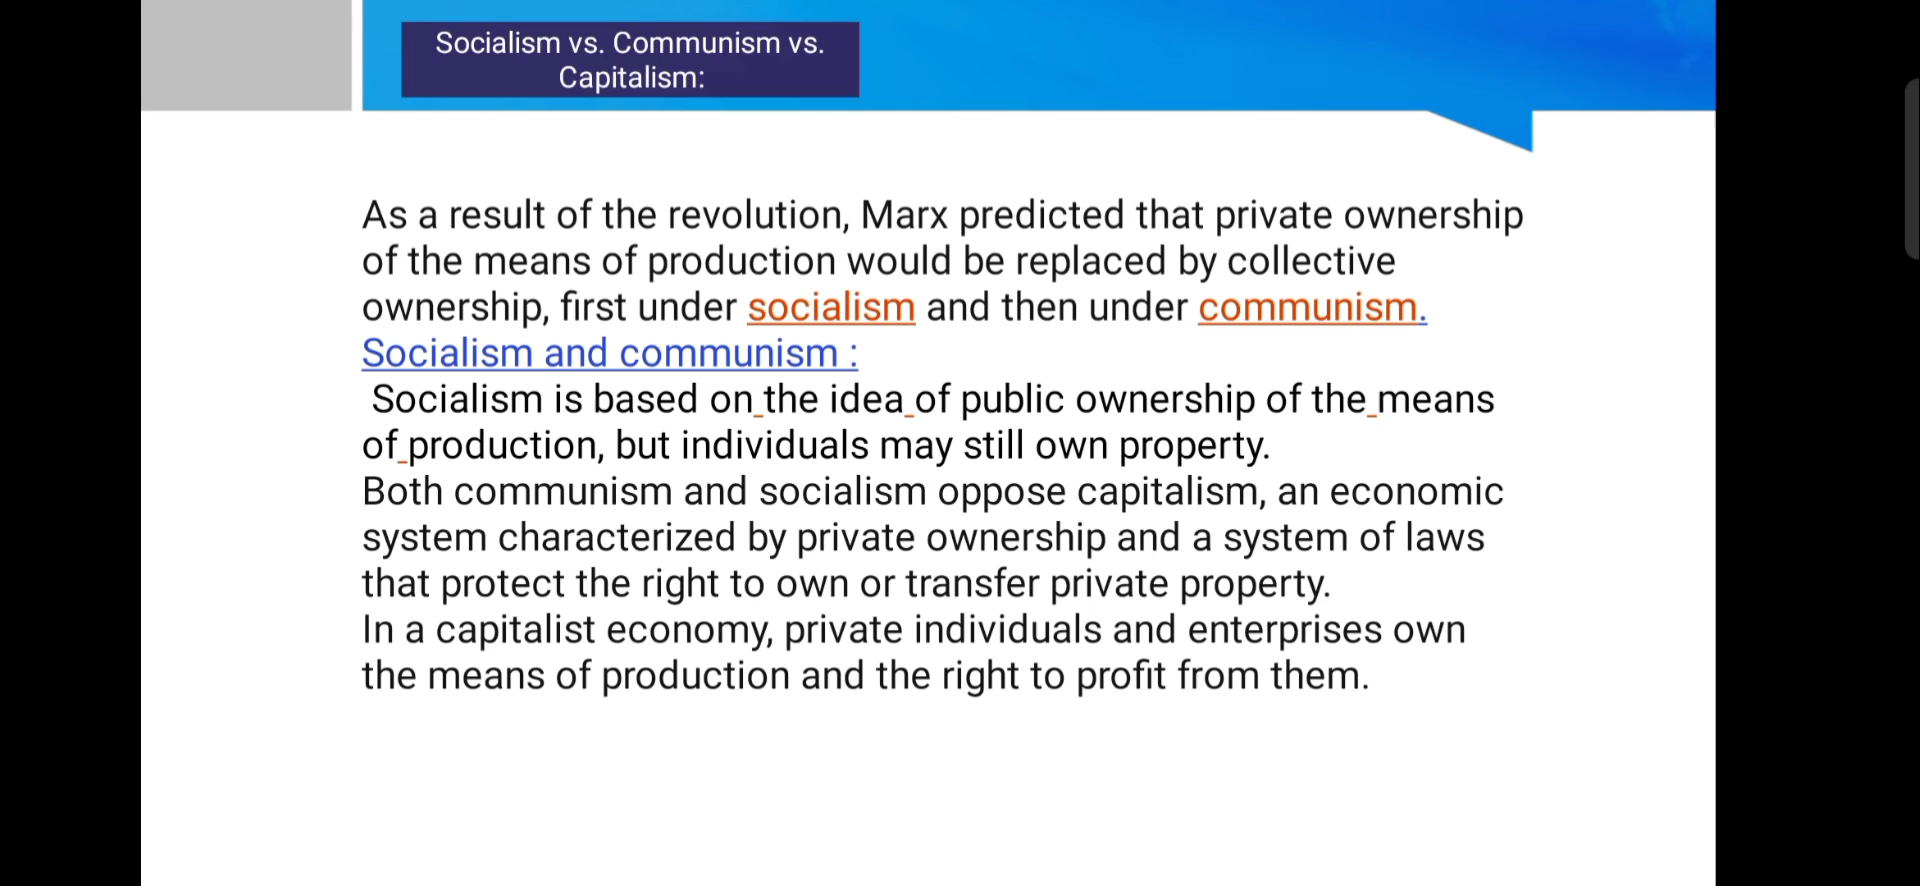 Socialism vs. Communism vs.
Capitalism:
As a result of the revolution, Marx predicted that private ownership
of the means of production would be replaced by collective
ownership, first under socialism and then under communism.
Socialism and communism :
Socialism is based on the idea of public ownership of the means
of production, but individuals may still own property.
Both communism and socialism oppose capitalism, an economic
system characterized by private ownership and a system of laws
that protect the right to own or transfer private property.
In a capitalist economy, private individuals and enterprises own
the means of production and the right to profit from them.